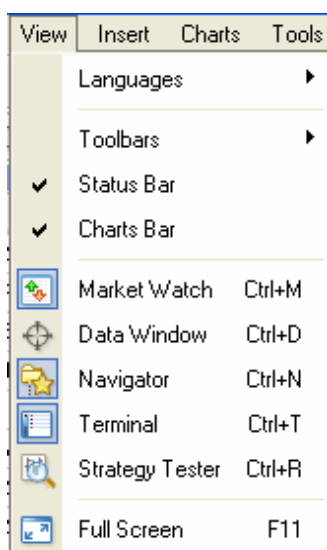 View Insert Charts Tools
Languages
Toolbars
Status Bar
Charts Bar
Market Watch Ctrl+M
Data Window Ctrl+D
Navigator Ctrl+N
Terminal Ctrl+T
Strategy Tester Ctrl+R
Full Screen F11